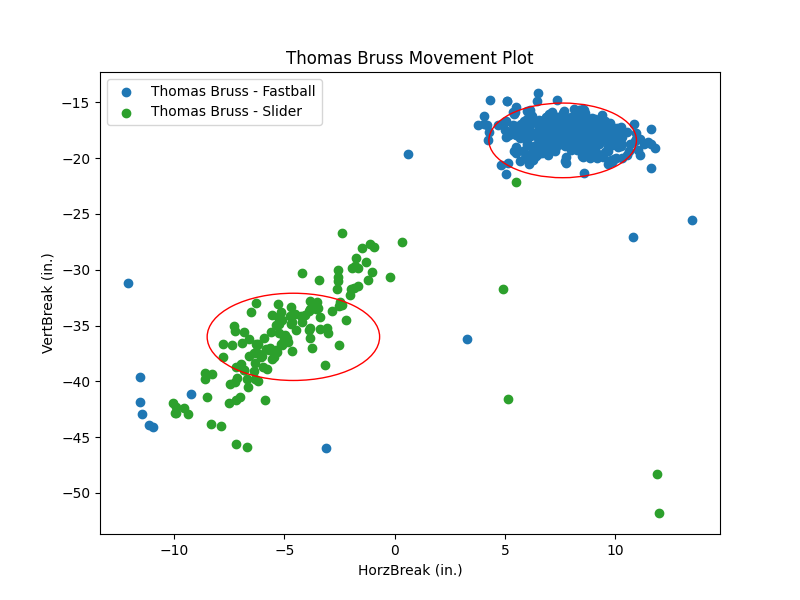 Thomas Bruss Movement Plot
Thomas Bruss - Fastball
Thomas Bruss - Slider
VertBreak (in.)
−15
−20
−25
−30
−35
−40
−45
−50
−10
−5
0
5
10
HorzBreak (in.)